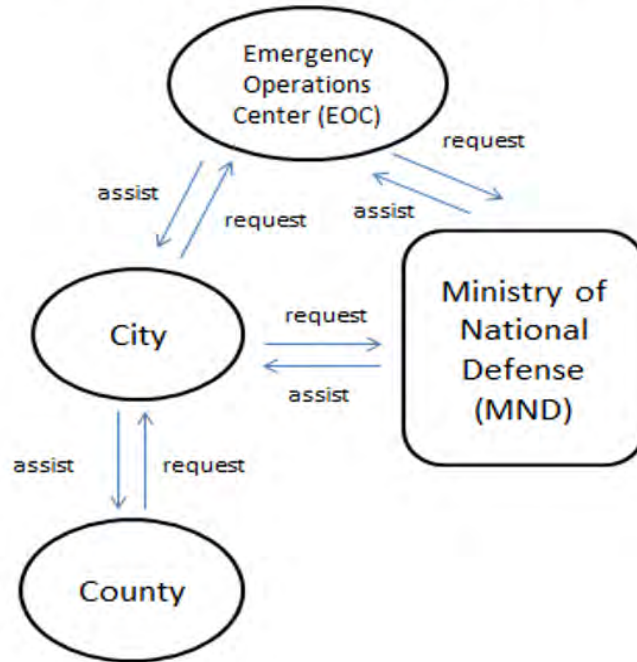 Emergency
Operations
Center (EOC)
request
assist
assist
request
Ministry of
National
Defense
(MND)
City
request
assist
assist
request
County